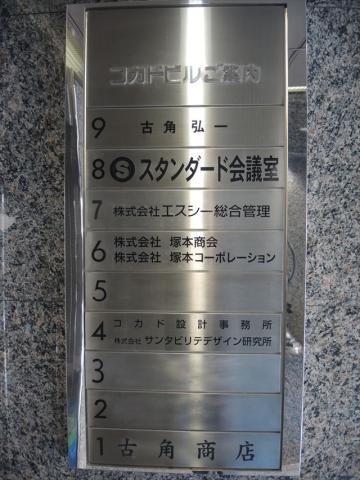 コカドビルご案内
9 古角弘一
8 S スタンダード会議室
7 株式会社エスシー総合管理
6 株式会社 塚本商会
株式会社 塚本コーポレーション
5
4 コカド設計事務所
株式会社 サンタビリテデザイン研究所
3
2
1 古角商店